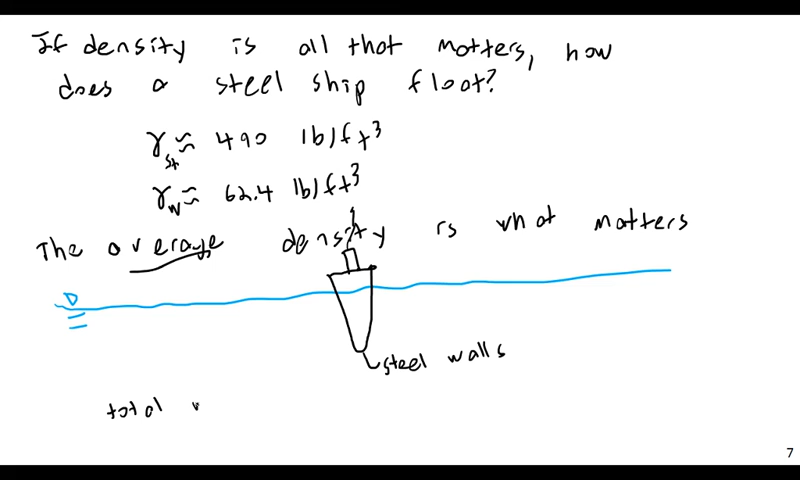 If density is all that matters, how
does a steel ship float?
γst ≈ 490 lb/ft³
γw ≈ 62.4 lb/ft³
The average density is what matters
steel walls
total
7